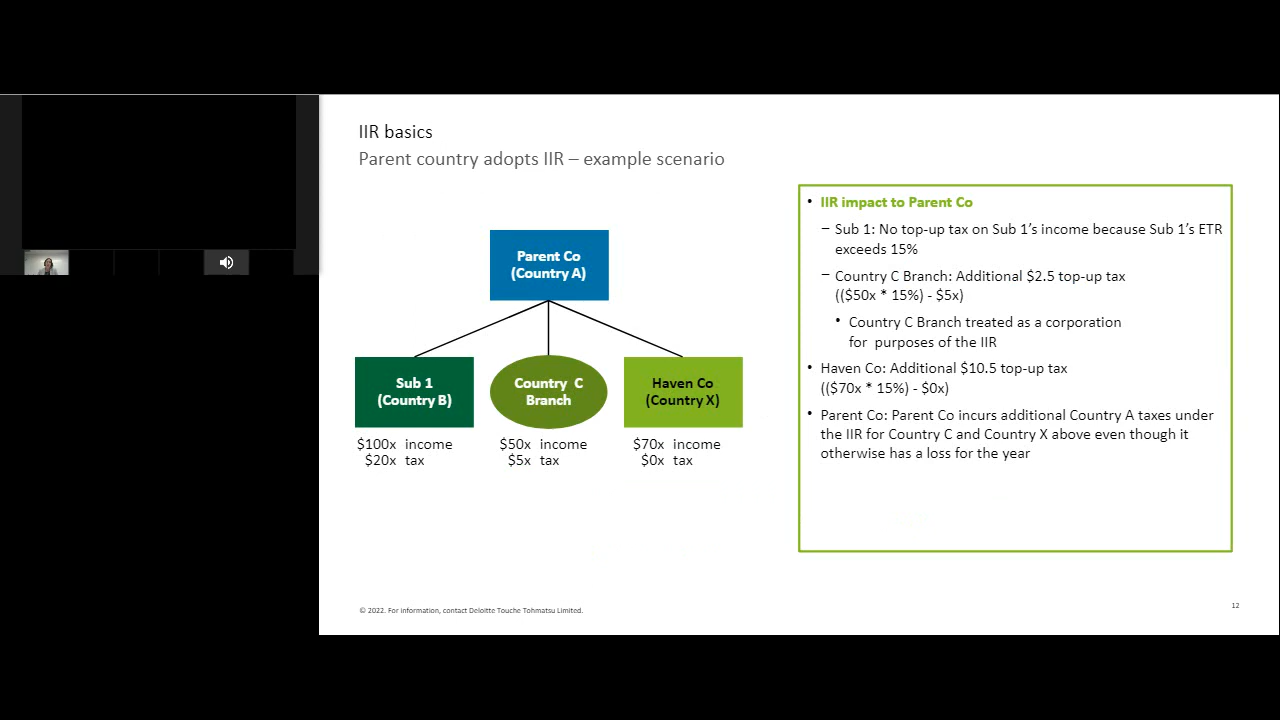 IIR basics
Parent country adopts IIR – example scenario
Parent Co
(Country A)
Sub 1
(Country B)
Country C
Branch
Haven Co
(Country X)
$100x income
$20x tax
$50x income
$5x tax
$70x income
$0x tax
• IIR impact to Parent Co
– Sub 1: No top-up tax on Sub 1’s income because Sub 1’s ETR
exceeds 15%
– Country C Branch: Additional $2.5 top-up tax
(($50x * 15%) - $5x)
• Country C Branch treated as a corporation
for purposes of the IIR
• Haven Co: Additional $10.5 top-up tax
(($70x * 15%) - $0x)
• Parent Co: Parent Co incurs additional Country A taxes under
the IIR for Country C and Country X above even though it
otherwise has a loss for the year
© 2022. For information, contact Deloitte Touche Tohmatsu Limited.
12